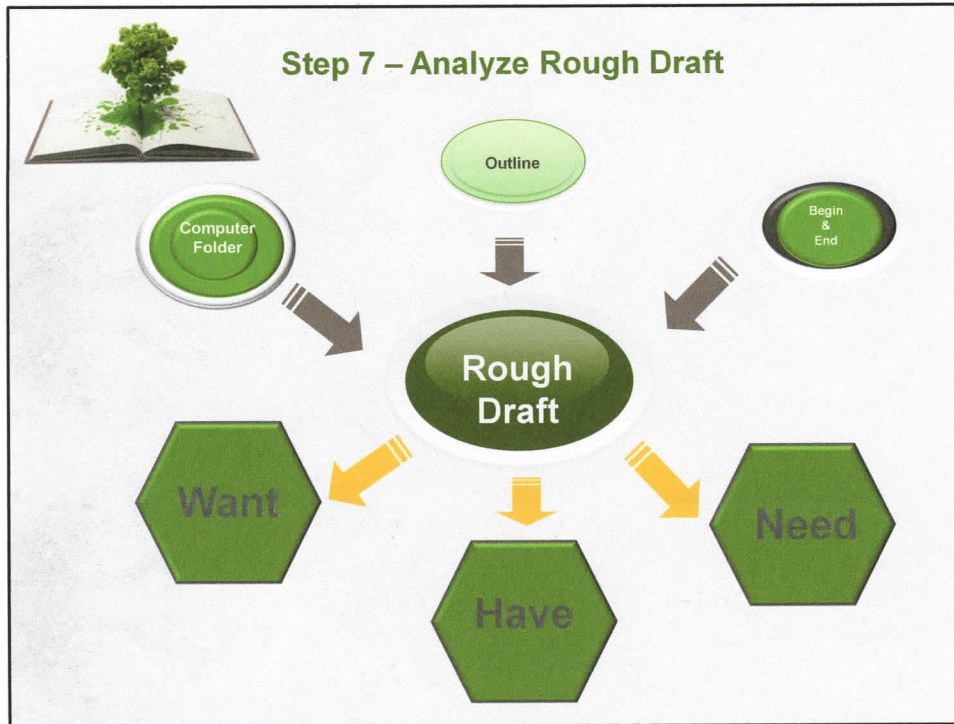 Step 7 – Analyze Rough Draft
Outline
Computer
Folder
Begin
&
End
Rough
Draft
Want
Have
Need